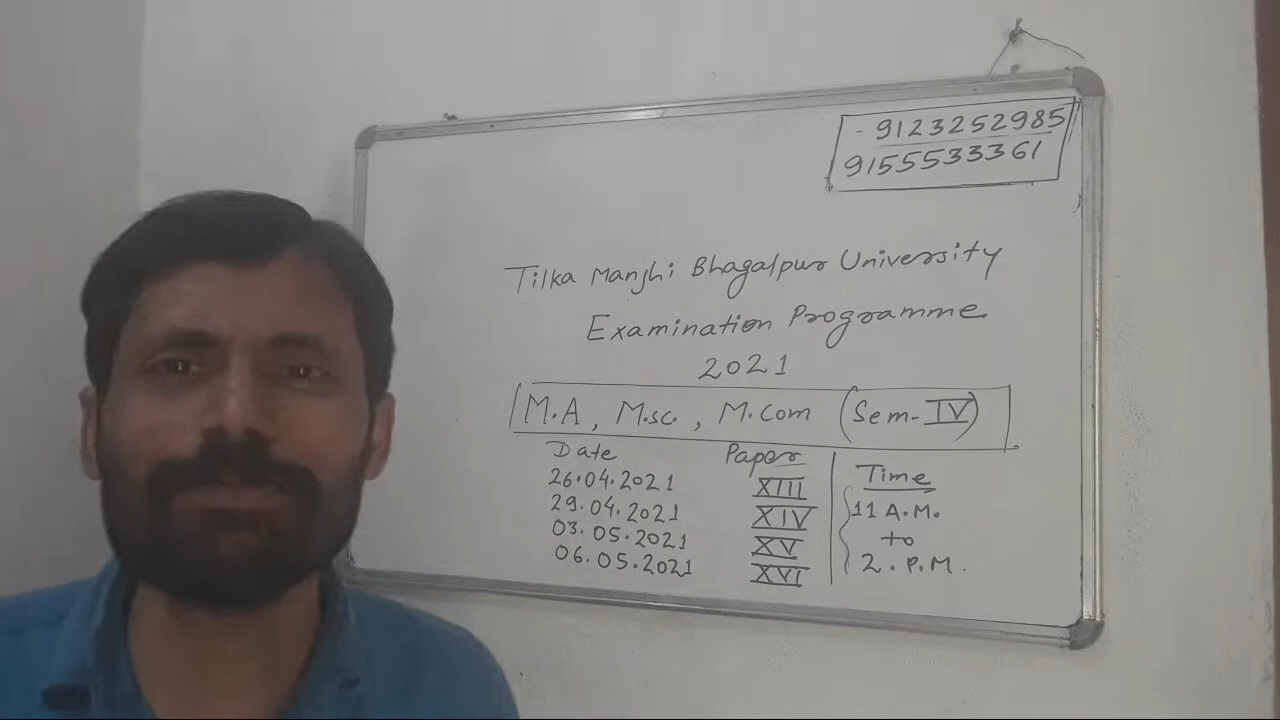 - 9123252985
9155533361
Tilka Manjhi Bhagalpur University
Examination Programme
2021
M.A, M.sc., M.Com (Sem-IV)
Date Paper Time
26.04.2021 XIII
29.04.2021 XIV 11 A.M.
03.05.2021 XV to
06.05.2021 XVI 2. P.M.